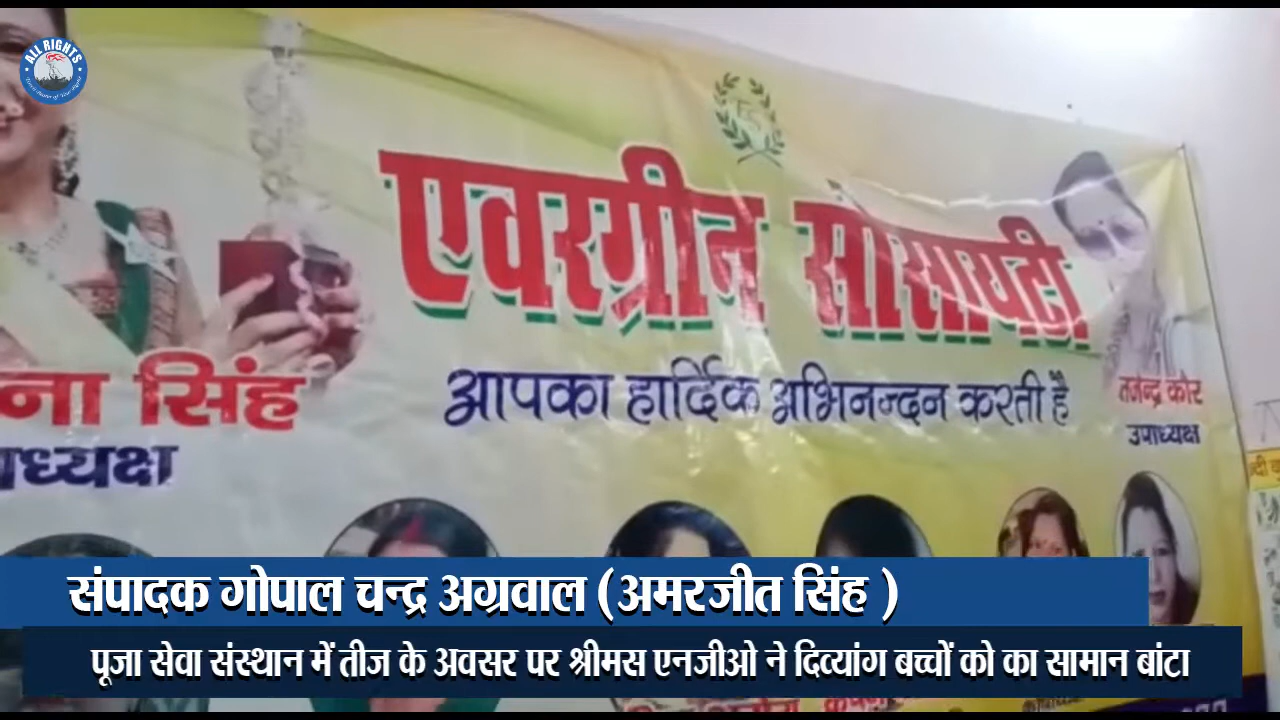 ALL RIGHTS
एवरग्रीन सोसायटी
आपका हार्दिक अभिनन्दन करती है
ना सिंह
तजेन्द्र कौर
उपाध्यक्ष
संपादक गोपाल चन्द्र अग्रवाल (अमरजीत सिंह )
पूजा सेवा संस्थान में तीज के अवसर पर श्रीमस एनजीओ ने दिव्यांग बच्चों को का सामान बांटा